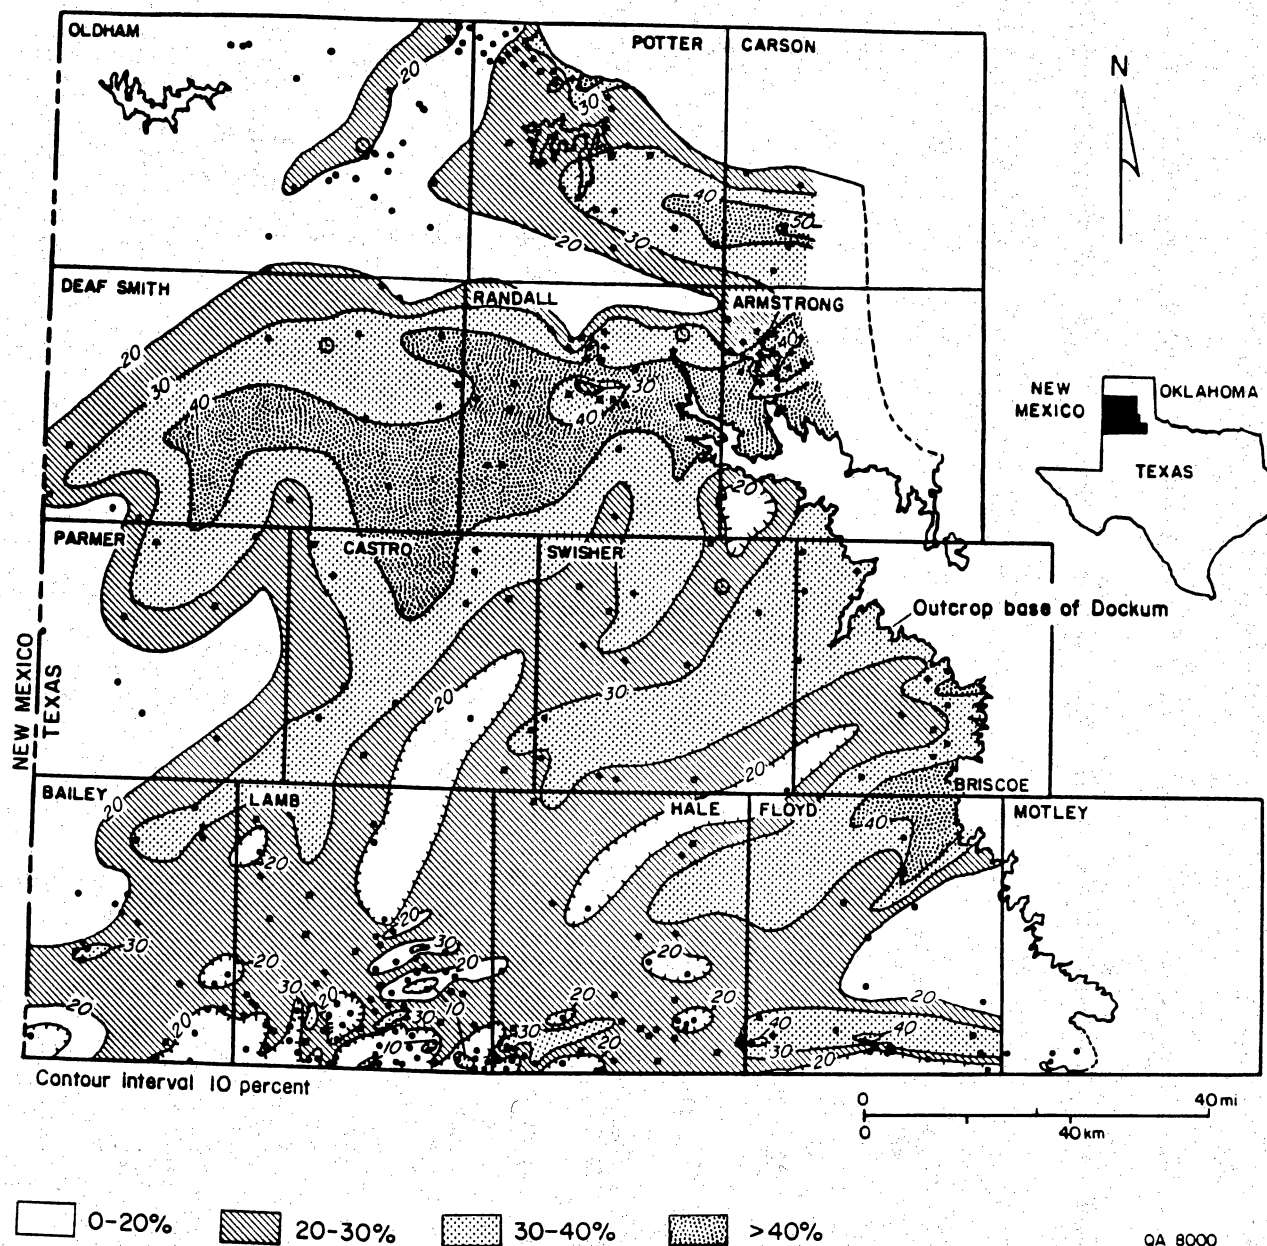 OLDHAM
POTTER
CARSON
N
20
30
40
50
20
30
DEAF SMITH
RANDALL
ARMSTRONG
20
30
40
30
40
40
20
NEW MEXICO
OKLAHOMA
TEXAS
PARMER
CASTRO
SWISHER
Outcrop base of Dockum
NEW MEXICO
TEXAS
20
30
20
BAILEY
LAMB
HALE
FLOYD
BRISCOE
MOTLEY
20
20
40
30
20
20
30
20
20
30
20
10
30
10
20
20
20
30
20
20
40
40
30
20
20
Contour interval 10 percent
0 40 mi
0 40 km
0-20%
20-30%
30-40%
>40%
QA 8000